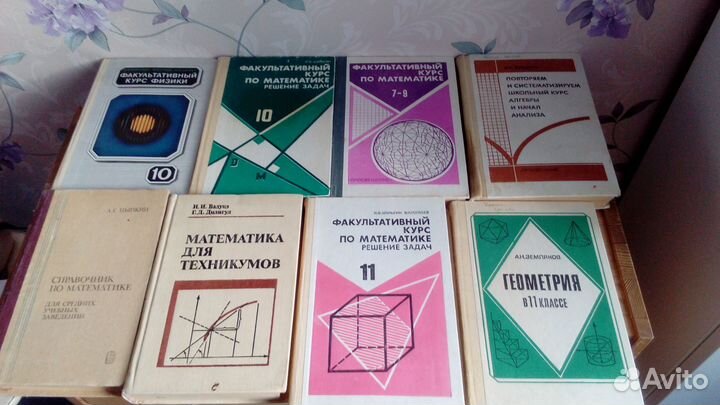 ФАКУЛЬТАТИВНЫЙ
КУРС ФИЗИКИ
10
ФАКУЛЬТАТИВНЫЙ
КУРС
ПО МАТЕМАТИКЕ
РЕШЕНИЕ ЗАДАЧ
10
ФАКУЛЬТАТИВНЫЙ
КУРС
ПО МАТЕМАТИКЕ
7-9
ПОВТОРЯЕМ
И СИСТЕМАТИЗИРУЕМ
ШКОЛЬНЫЙ КУРС
АЛГЕБРЫ
И НАЧАЛ
АНАЛИЗА
А.Г. ЦЫПКИН
СПРАВОЧНИК
ПО МАТЕМАТИКЕ
ДЛЯ СРЕДНИХ
УЧЕБНЫХ
ЗАВЕДЕНИЙ
И. И. Валуцэ
Г. Д. Дилигул
МАТЕМАТИКА
ДЛЯ
ТЕХНИКУМОВ
ФАКУЛЬТАТИВНЫЙ
КУРС
ПО МАТЕМАТИКЕ
РЕШЕНИЕ ЗАДАЧ
11
А.Н. ЗЕМЛЯКОВ
ГЕОМЕТРИЯ
В 11 КЛАССЕ
Avito